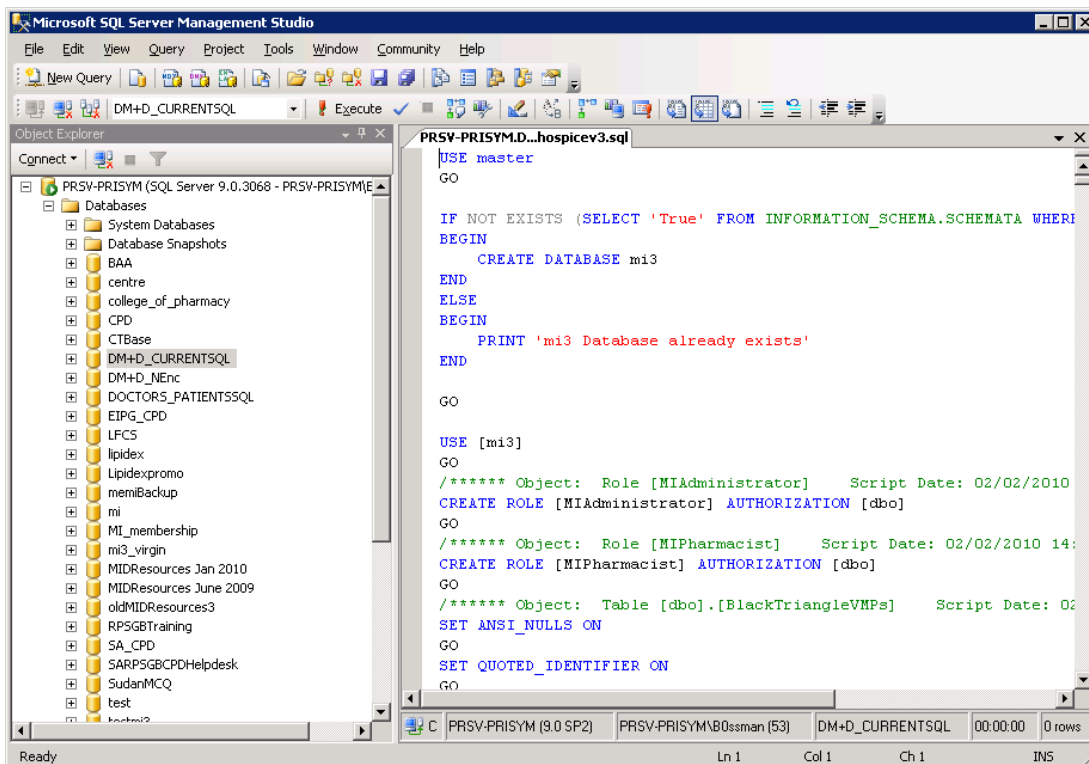 Microsoft SQL Server Management Studio
File Edit View Query Project Tools Window Community Help
New Query
DM+D_CURRENTSQL Execute
Object Explorer
Connect
PRSV-PRISYM (SQL Server 9.0.3068 - PRSV-PRISYM\B
Databases
System Databases
Database Snapshots
BAA
centre
college_of_pharmacy
CPD
CTBase
DM+D_CURRENTSQL
DM+D_NEnc
DOCTORS_PATIENTSSQL
EIPG_CPD
LFCS
lipidex
Lipidexpromo
memiBackup
mi
MI_membership
mi3_virgin
MIDResources Jan 2010
MIDResources June 2009
oldMIDResources3
RPSGBTraining
SA_CPD
SARPSGBCPDHelpdesk
SudanMCQ
test
testmi3
PRSV-PRISYM.D...hospicev3.sql
USE master
GO
IF NOT EXISTS (SELECT 'True' FROM INFORMATION_SCHEMA.SCHEMATA WHERE
BEGIN
CREATE DATABASE mi3
END
ELSE
BEGIN
PRINT 'mi3 Database already exists'
END
GO
USE [mi3]
GO
/****** Object: Role [MIAdministrator] Script Date: 02/02/2010
CREATE ROLE [MIAdministrator] AUTHORIZATION [dbo]
GO
/****** Object: Role [MIPharmacist] Script Date: 02/02/2010 14:
CREATE ROLE [MIPharmacist] AUTHORIZATION [dbo]
GO
/****** Object: Table [dbo].[BlackTriangleVMPs] Script Date: 02
SET ANSI_NULLS ON
GO
SET QUOTED_IDENTIFIER ON
GO
C PRSV-PRISYM (9.0 SP2) PRSV-PRISYM\B0ssman (53) DM+D_CURRENTSQL 00:00:00 0 rows
Ready Ln 1 Col 1 Ch 1 INS